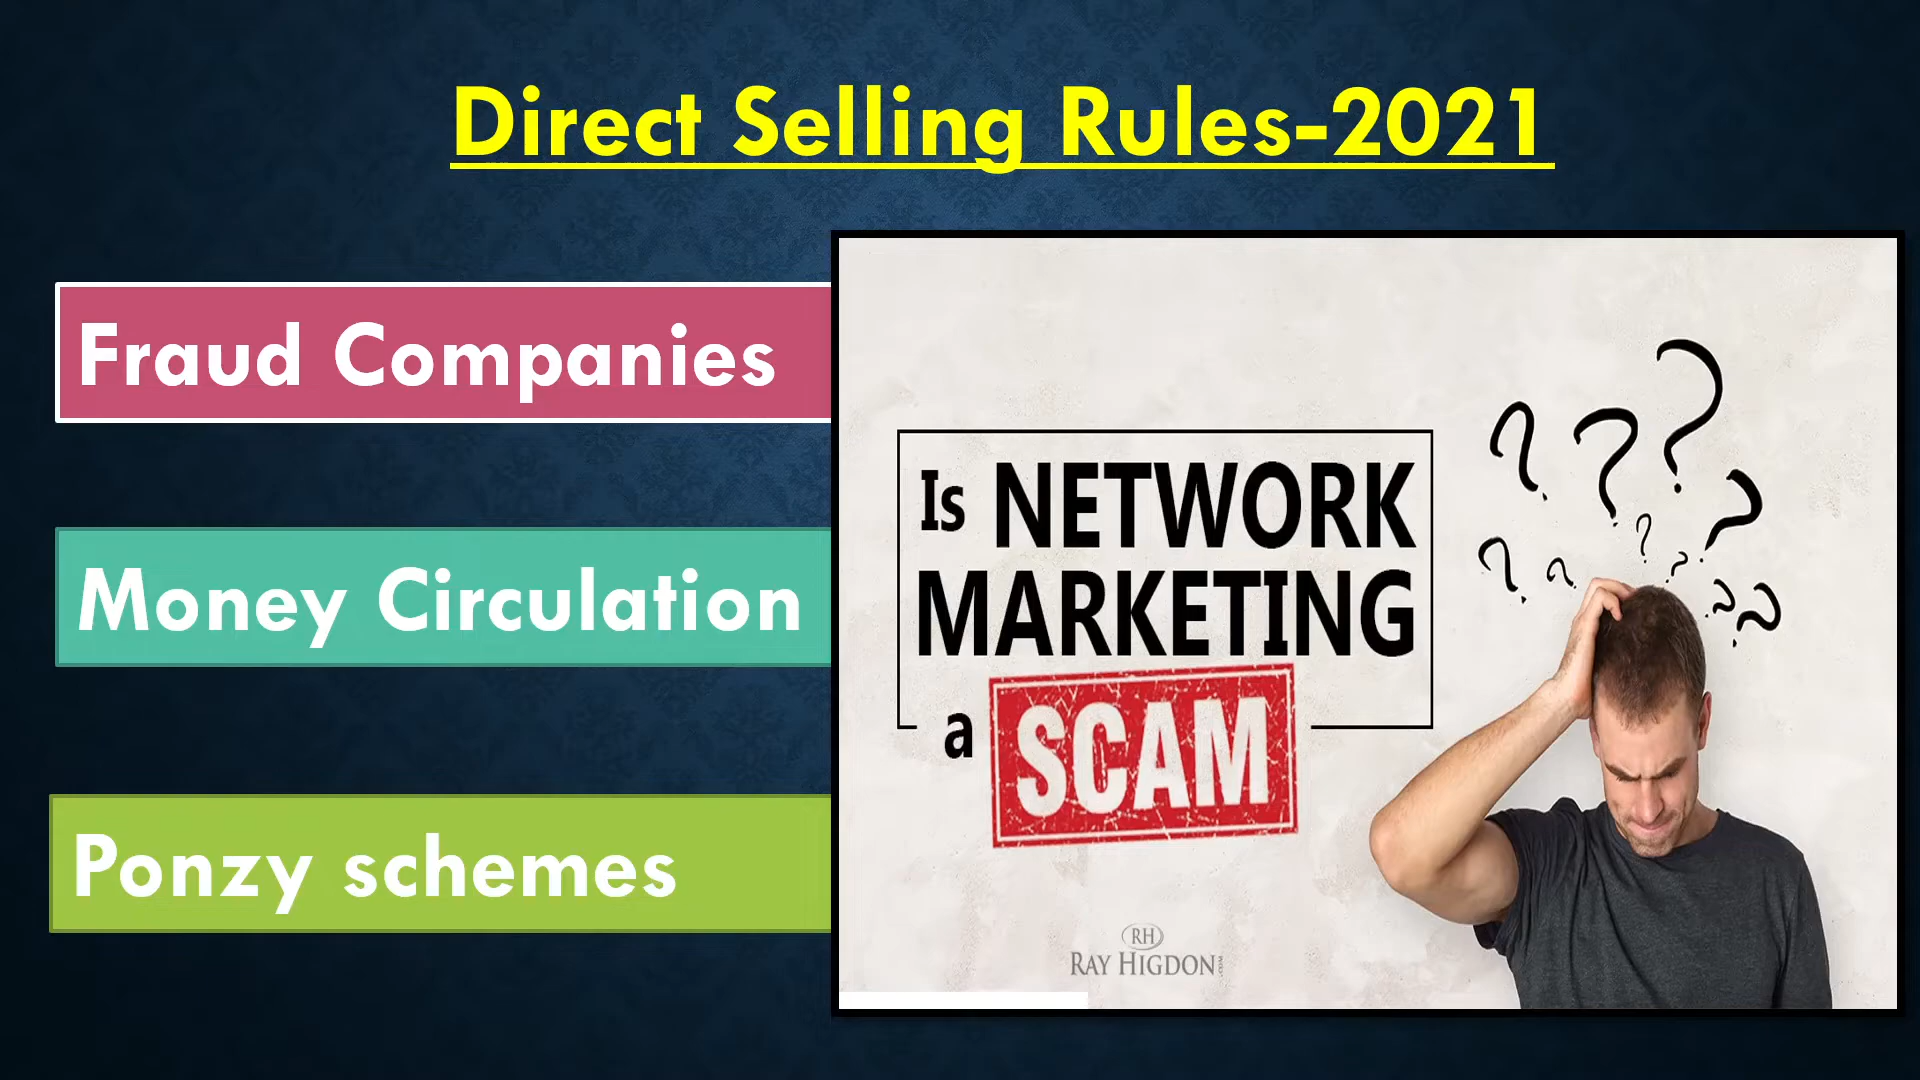 Direct Selling Rules-2021
Fraud Companies
Money Circulation
Ponzy schemes
Is NETWORK
MARKETING
a SCAM
RH
RAY HIGDON